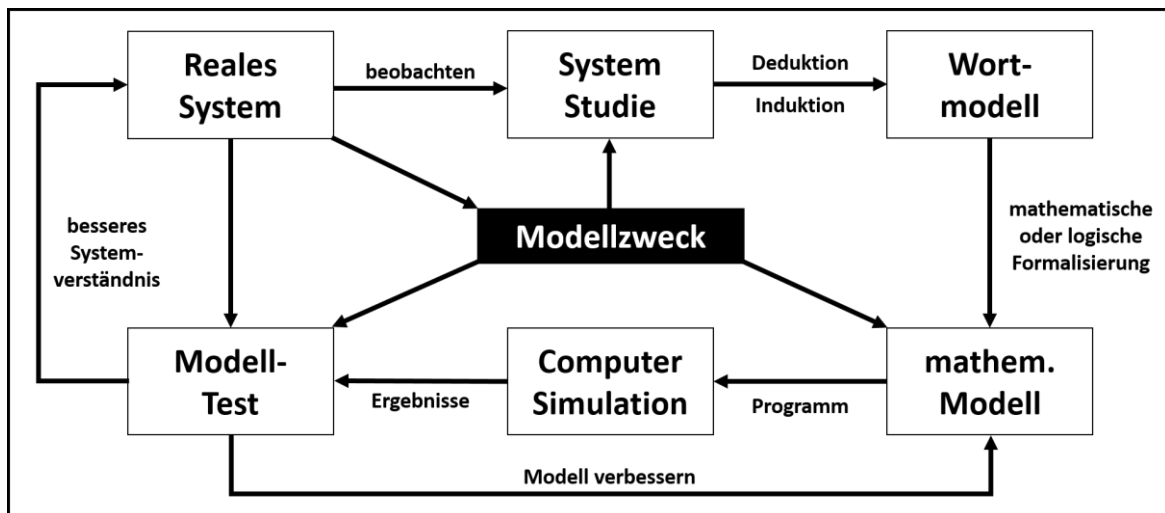 Reales
System
beobachten
System
Studie
Deduktion
Induktion
Wort-
modell
besseres
System-
verständnis
Modellzweck
mathematische
oder logische
Formalisierung
Modell-
Test
Ergebnisse
Computer
Simulation
Programm
mathem.
Modell
Modell verbessern